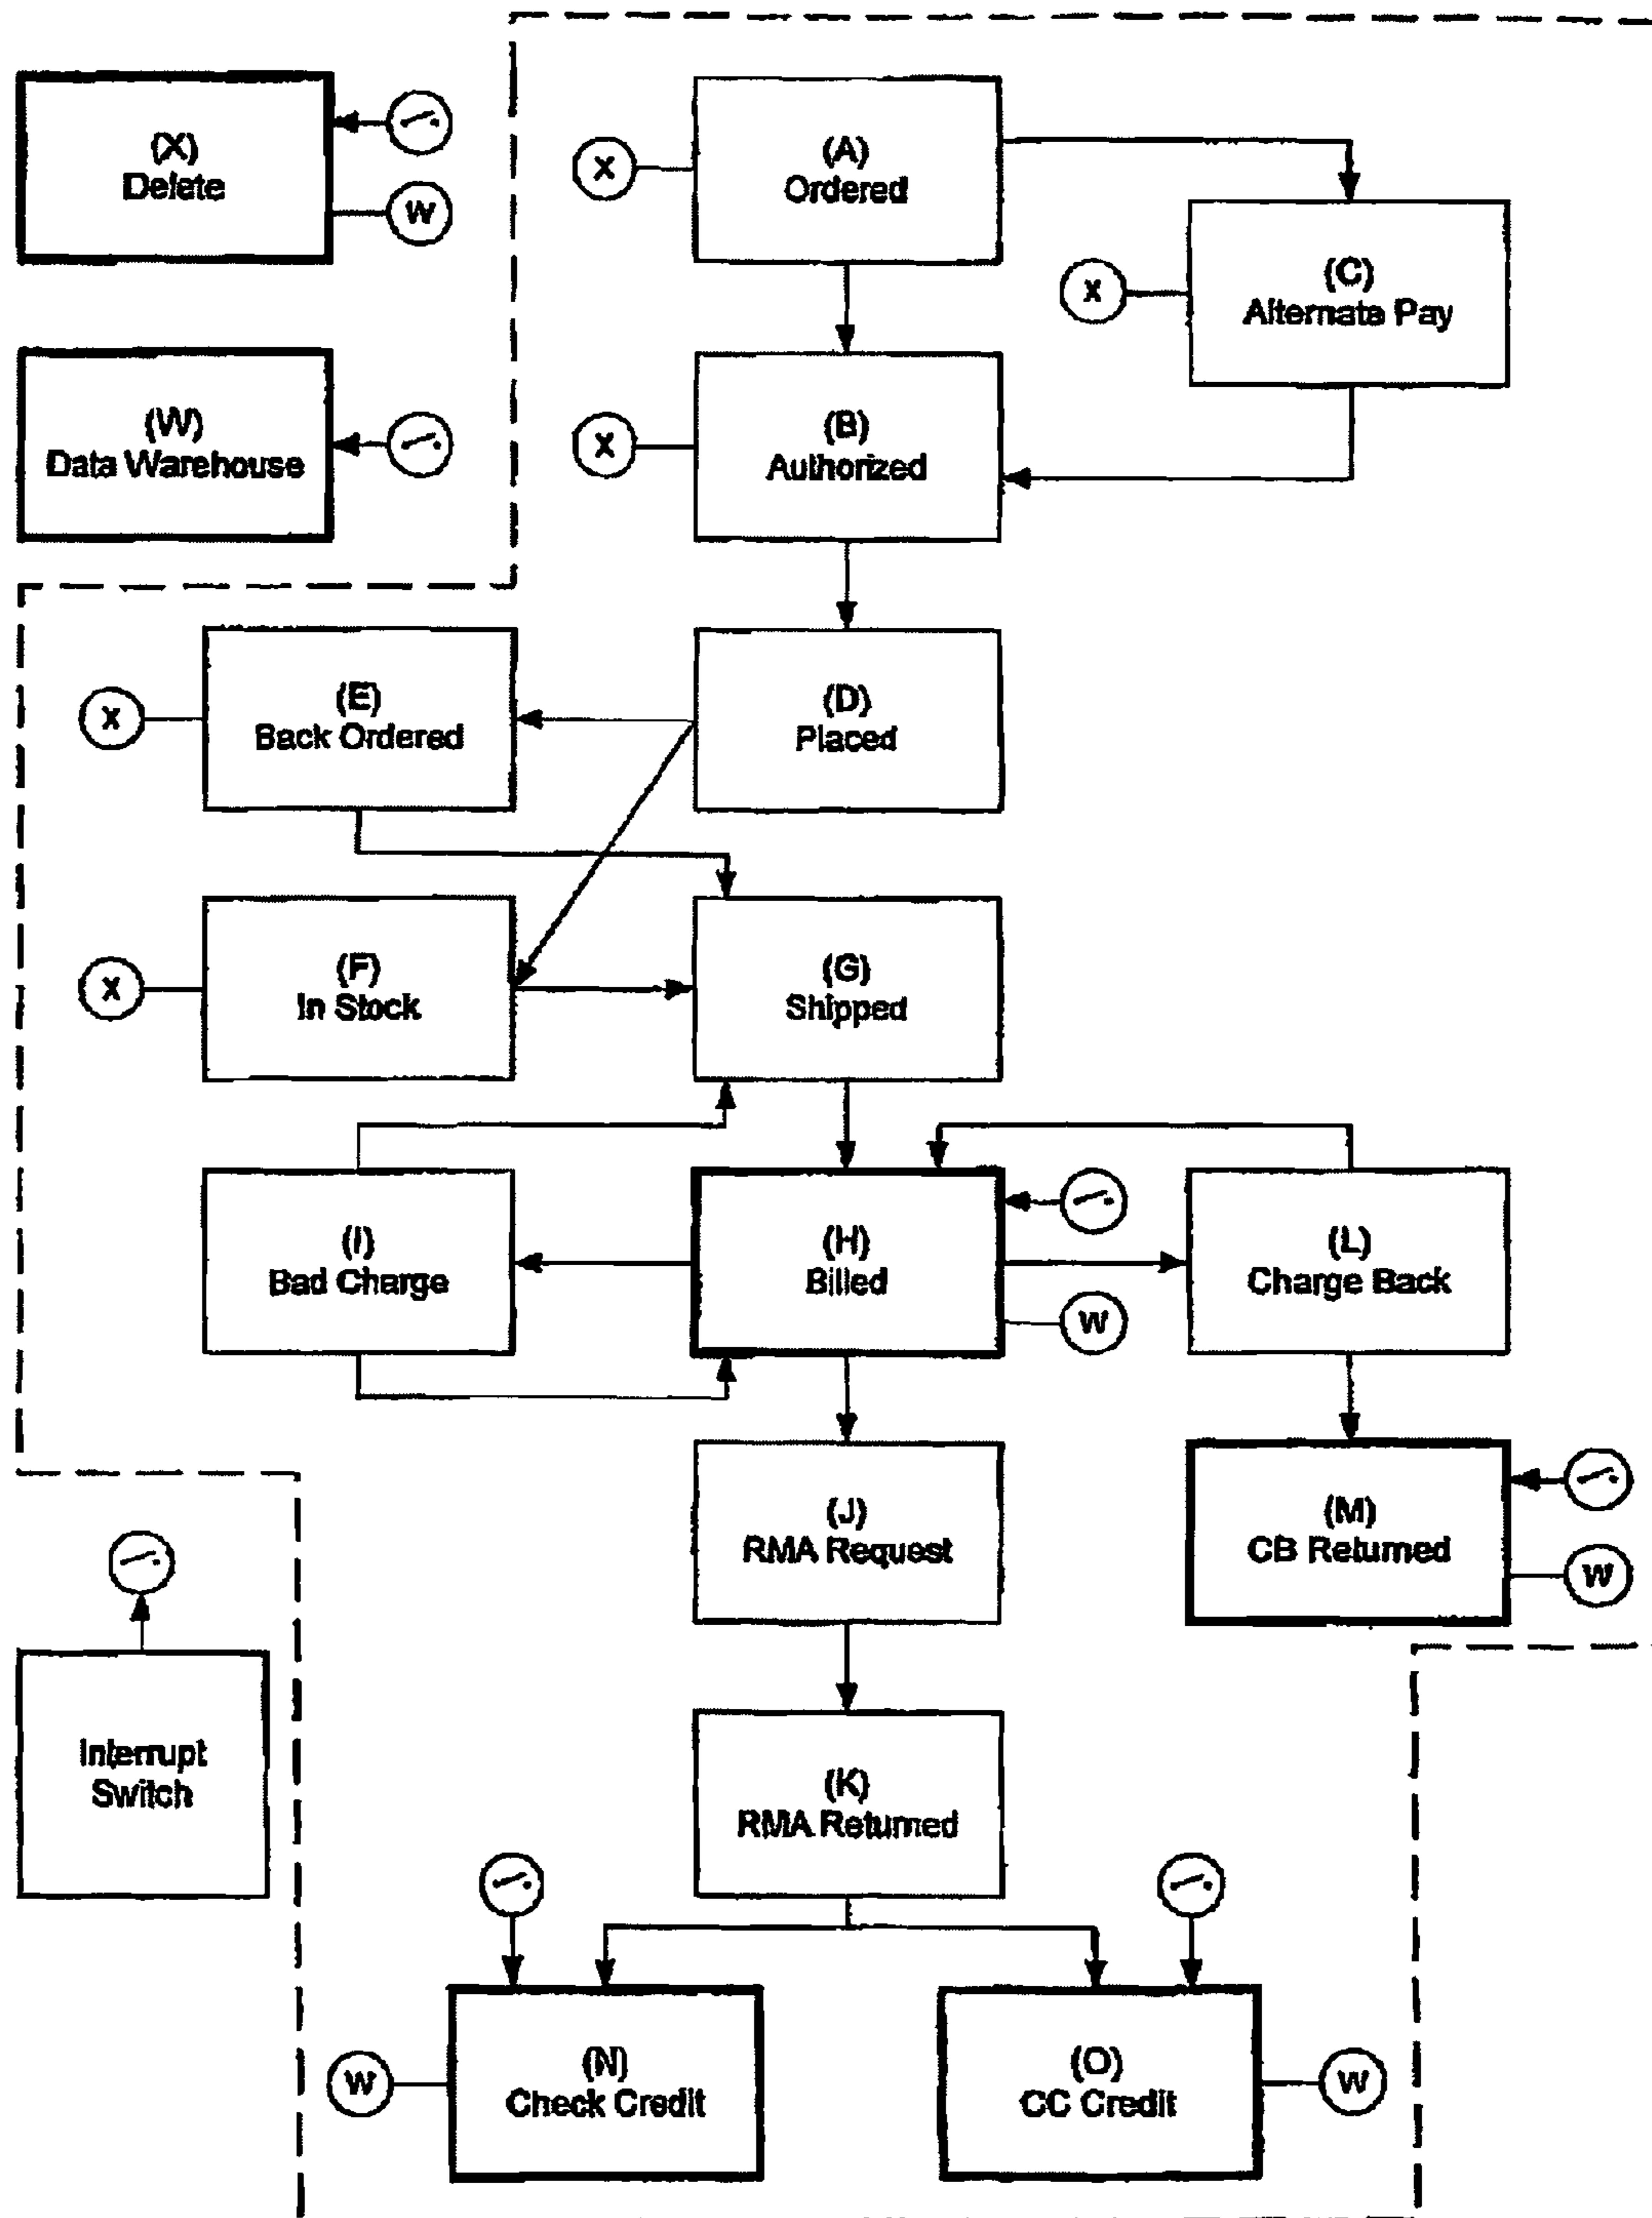 (X)
Delete
W
(W)
Data Warehouse
X
(A)
Ordered
X
(C)
Alternate Pay
X
(B)
Authorized
X
(E)
Back Ordered
(D)
Placed
X
(F)
In Stock
(G)
Shipped
(I)
Bad Charge
(H)
Billed
W
(L)
Charge Back
(J)
RMA Request
(M)
CB Returned
W
Interrupt
Switch
(K)
RMA Returned
W
(N)
Check Credit
(O)
CC Credit
W